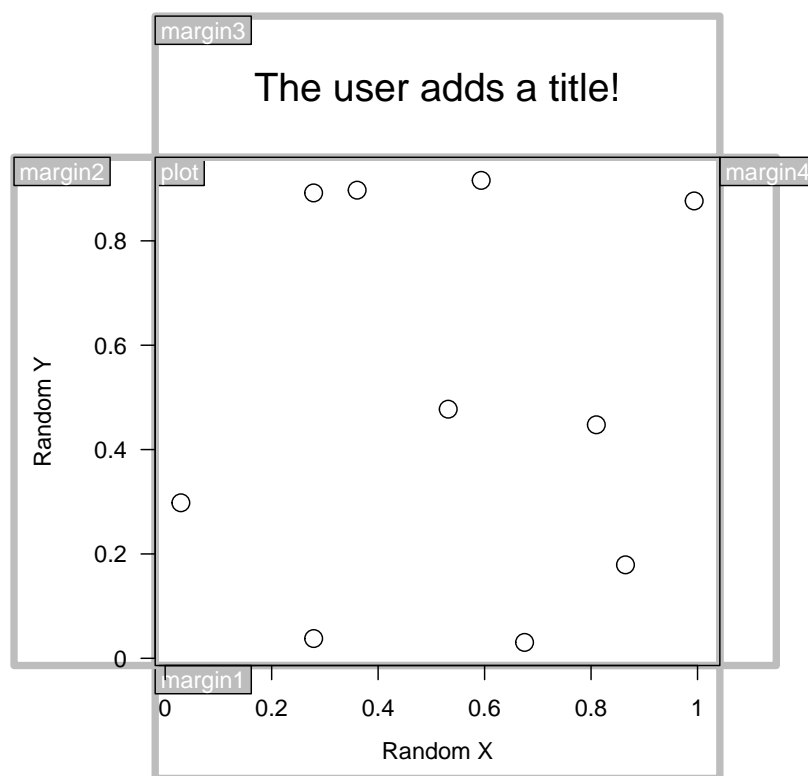 margin3
The user adds a title!
margin2
plot
margin4
0.8
0.6
Random Y
0.4
0.2
0
margin1
0 0.2 0.4 0.6 0.8 1
Random X